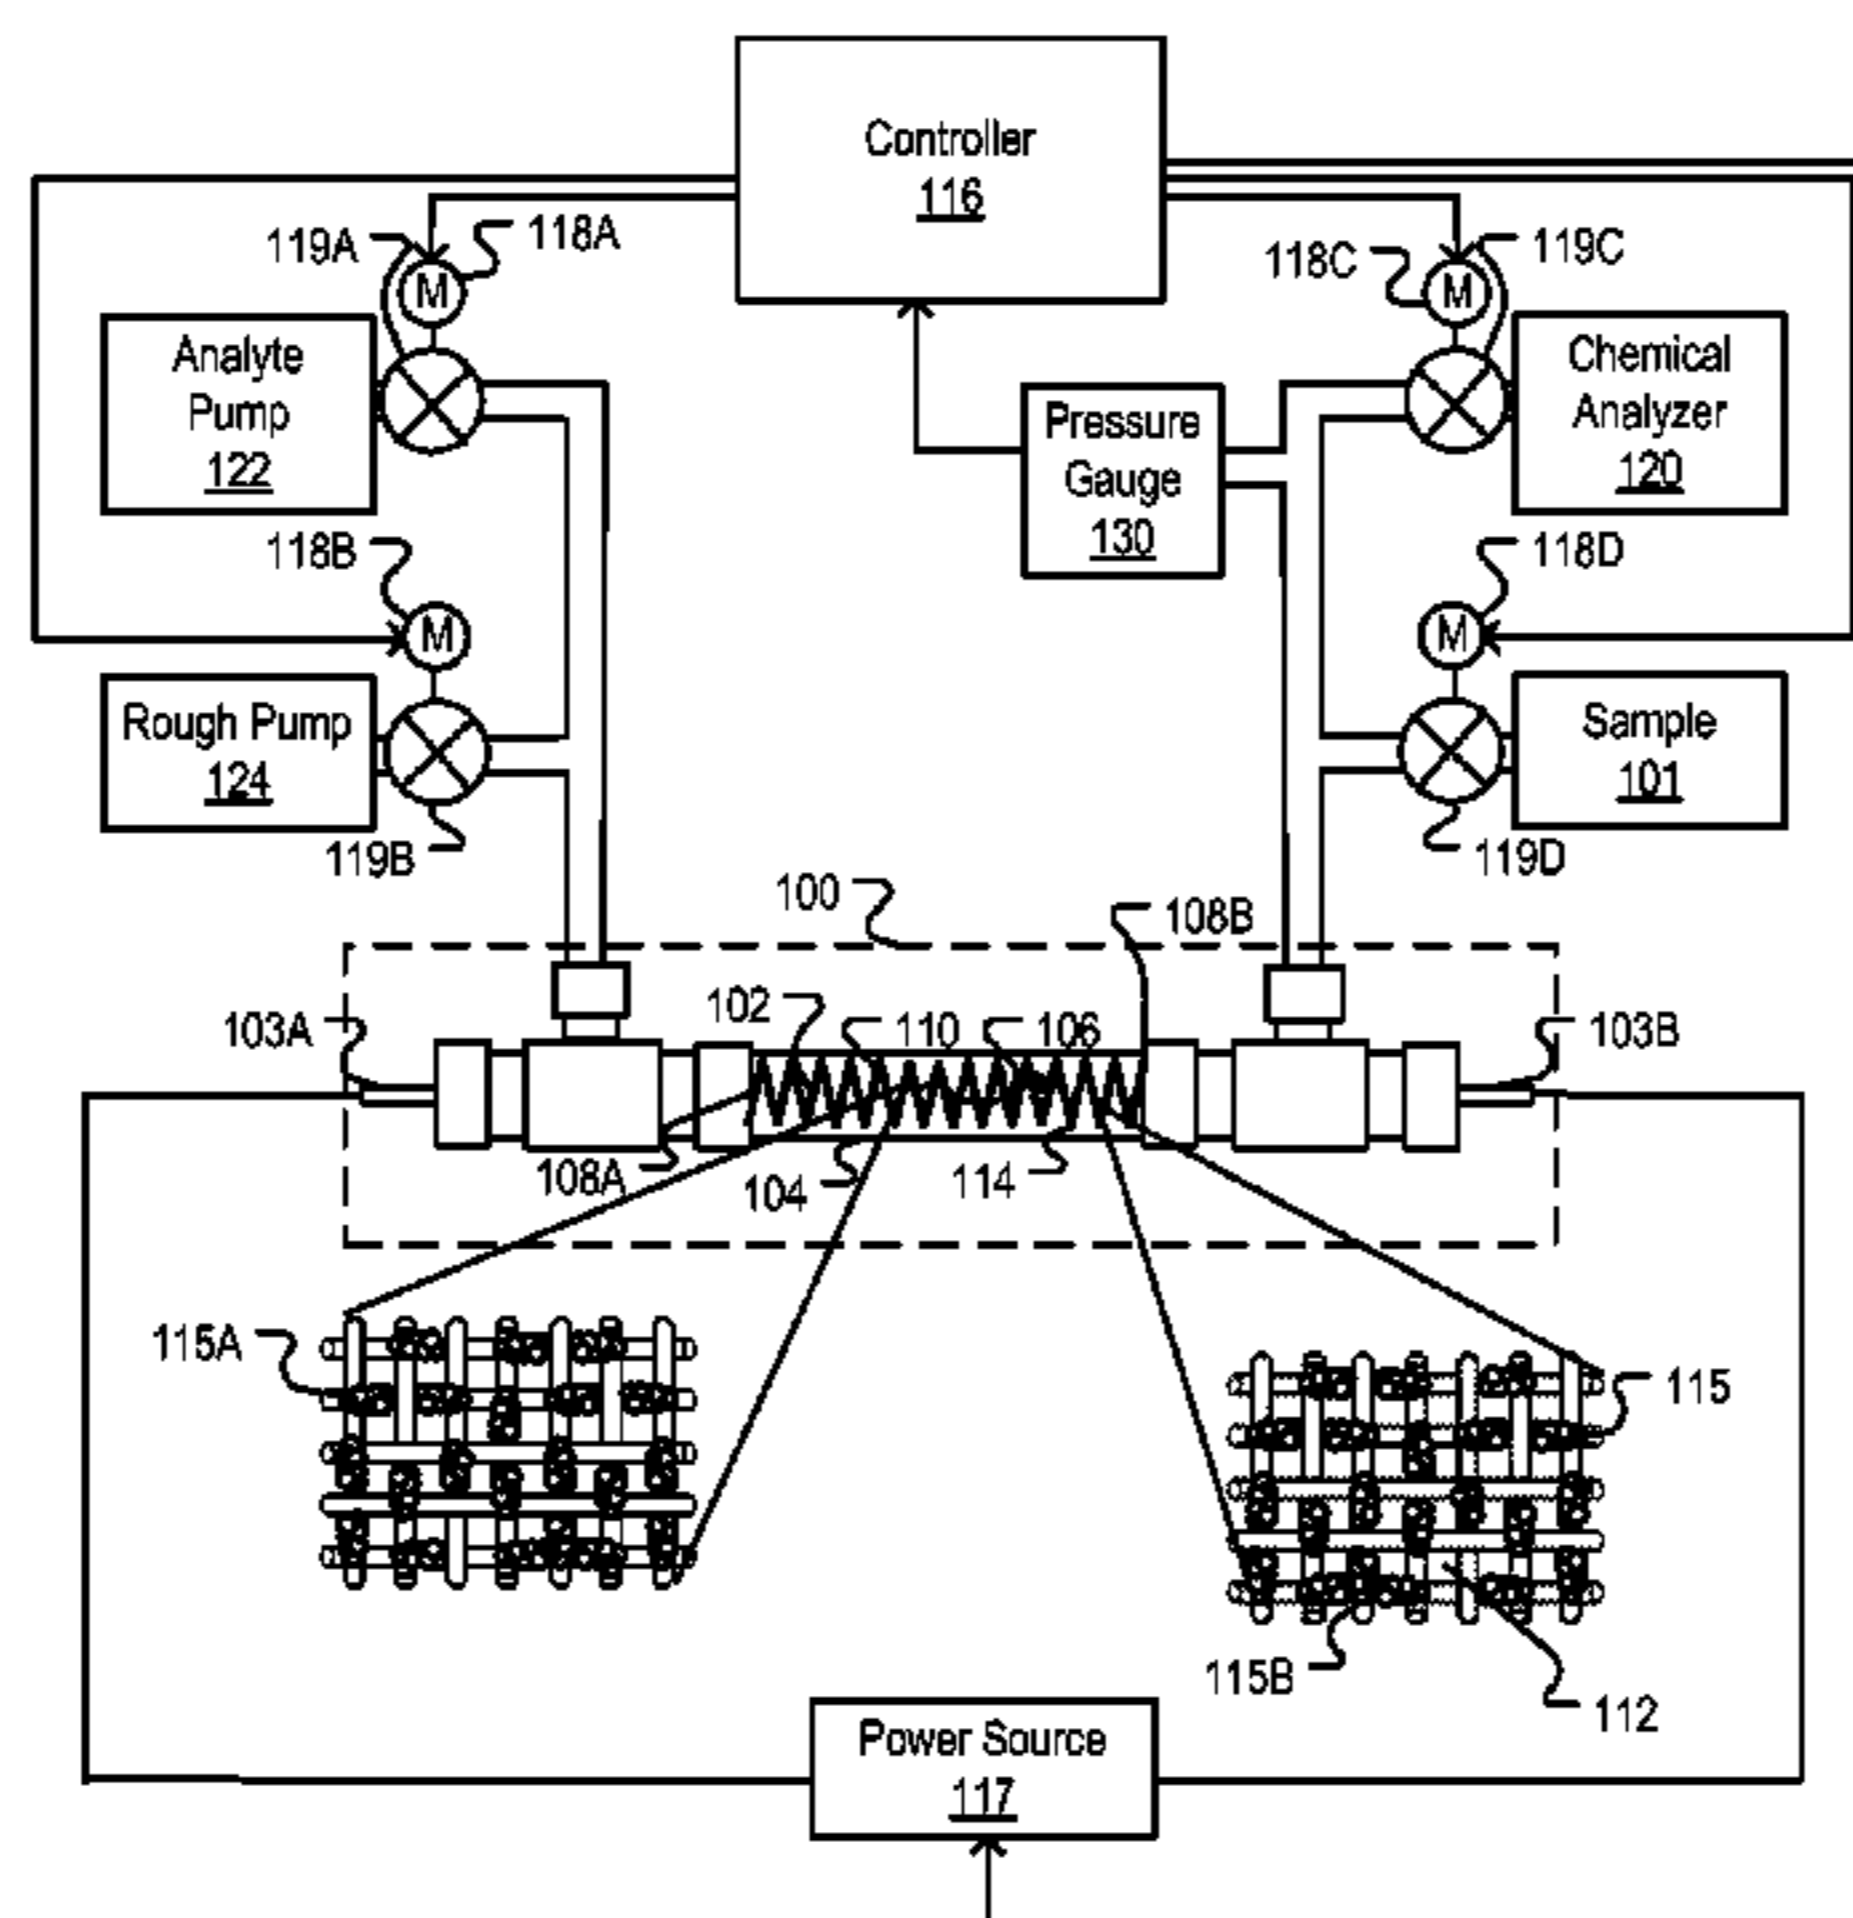 Controller
116
119A
118A
118C
119C
Analyte
Pump
122
Pressure
Gauge
130
Chemical
Analyzer
120
118B
M
M
118D
M
M
Rough Pump
124
Sample
101
119B
119D
100
108B
102
110
106
103A
103B
108A
104
114
115A
115
115B
112
Power Source
117